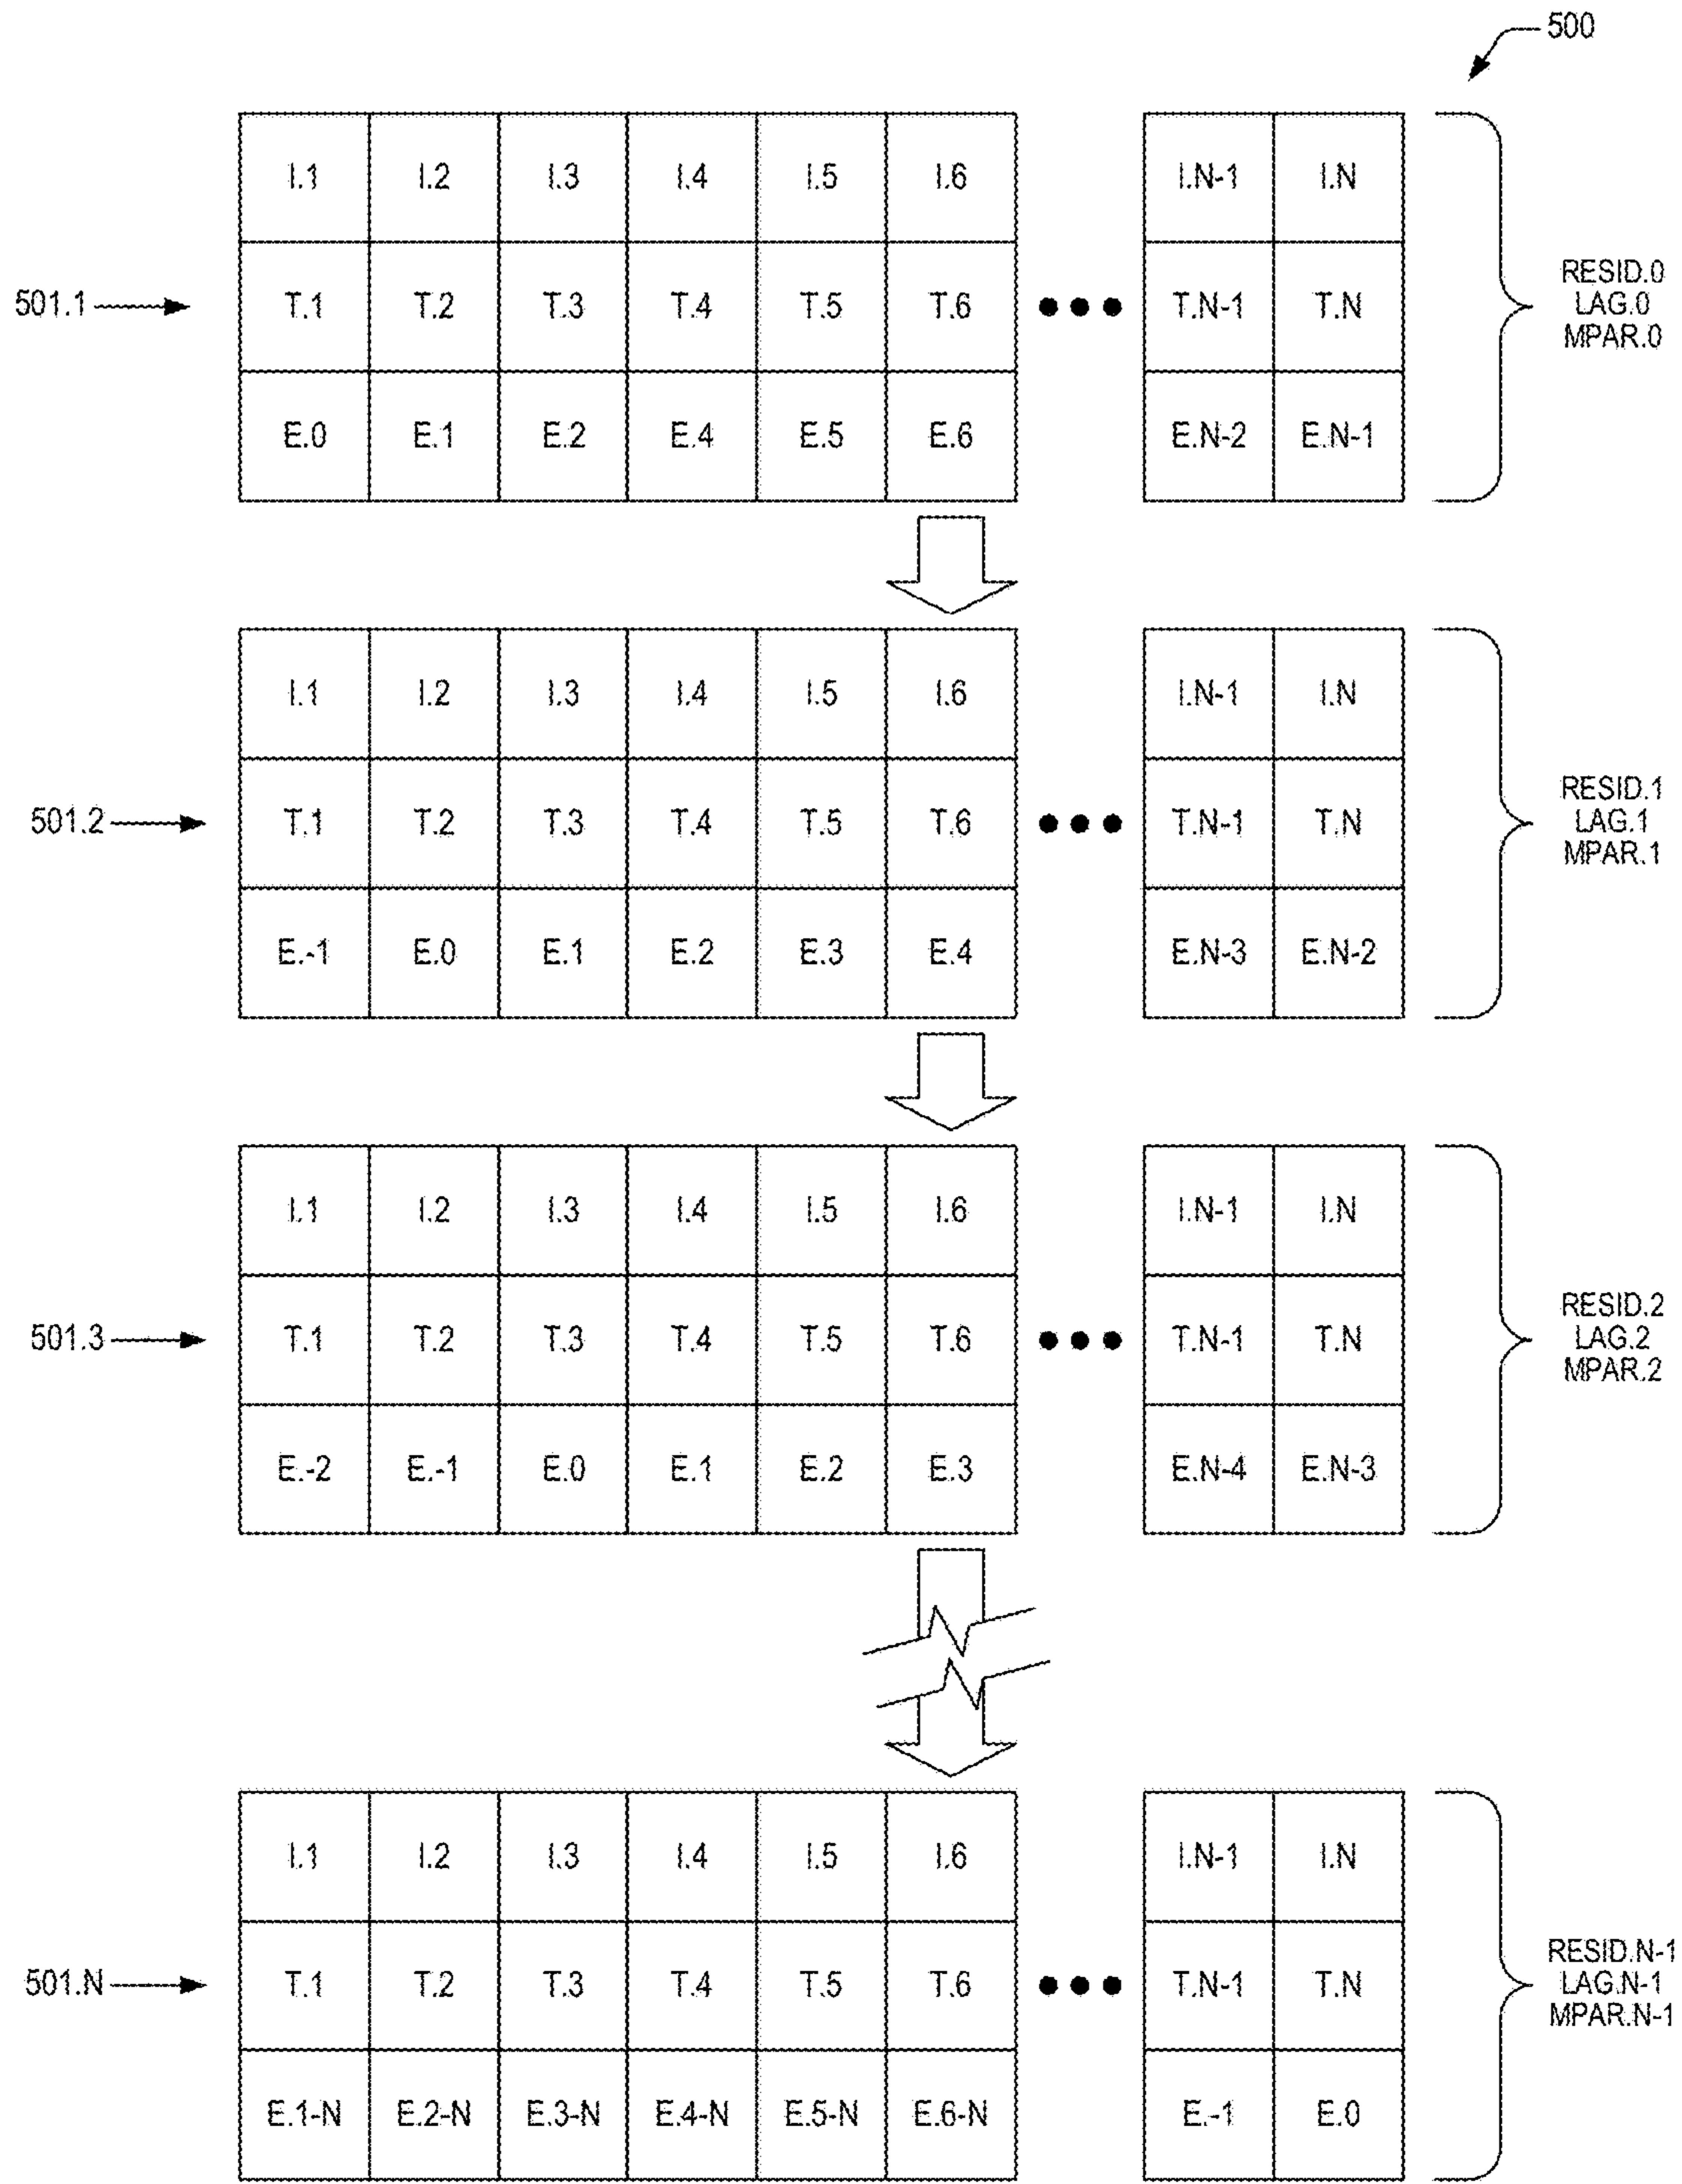 500
I.1 I.2 I.3 I.4 I.5 I.6 I.N-1 I.N
501.1 T.1 T.2 T.3 T.4 T.5 T.6 ●●● T.N-1 T.N
E.0 E.1 E.2 E.4 E.5 E.6 E.N-2 E.N-1
RESID.0
LAG.0
MPAR.0
I.1 I.2 I.3 I.4 I.5 I.6 I.N-1 I.N
501.2 T.1 T.2 T.3 T.4 T.5 T.6 ●●● T.N-1 T.N
E.-1 E.0 E.1 E.2 E.3 E.4 E.N-3 E.N-2
RESID.1
LAG.1
MPAR.1
I.1 I.2 I.3 I.4 I.5 I.6 I.N-1 I.N
501.3 T.1 T.2 T.3 T.4 T.5 T.6 ●●● T.N-1 T.N
E.-2 E.-1 E.0 E.1 E.2 E.3 E.N-4 E.N-3
RESID.2
LAG.2
MPAR.2
I.1 I.2 I.3 I.4 I.5 I.6 I.N-1 I.N
501.N T.1 T.2 T.3 T.4 T.5 T.6 ●●● T.N-1 T.N
E.1-N E.2-N E.3-N E.4-N E.5-N E.6-N E.-1 E.0
RESID.N-1
LAG.N-1
MPAR.N-1